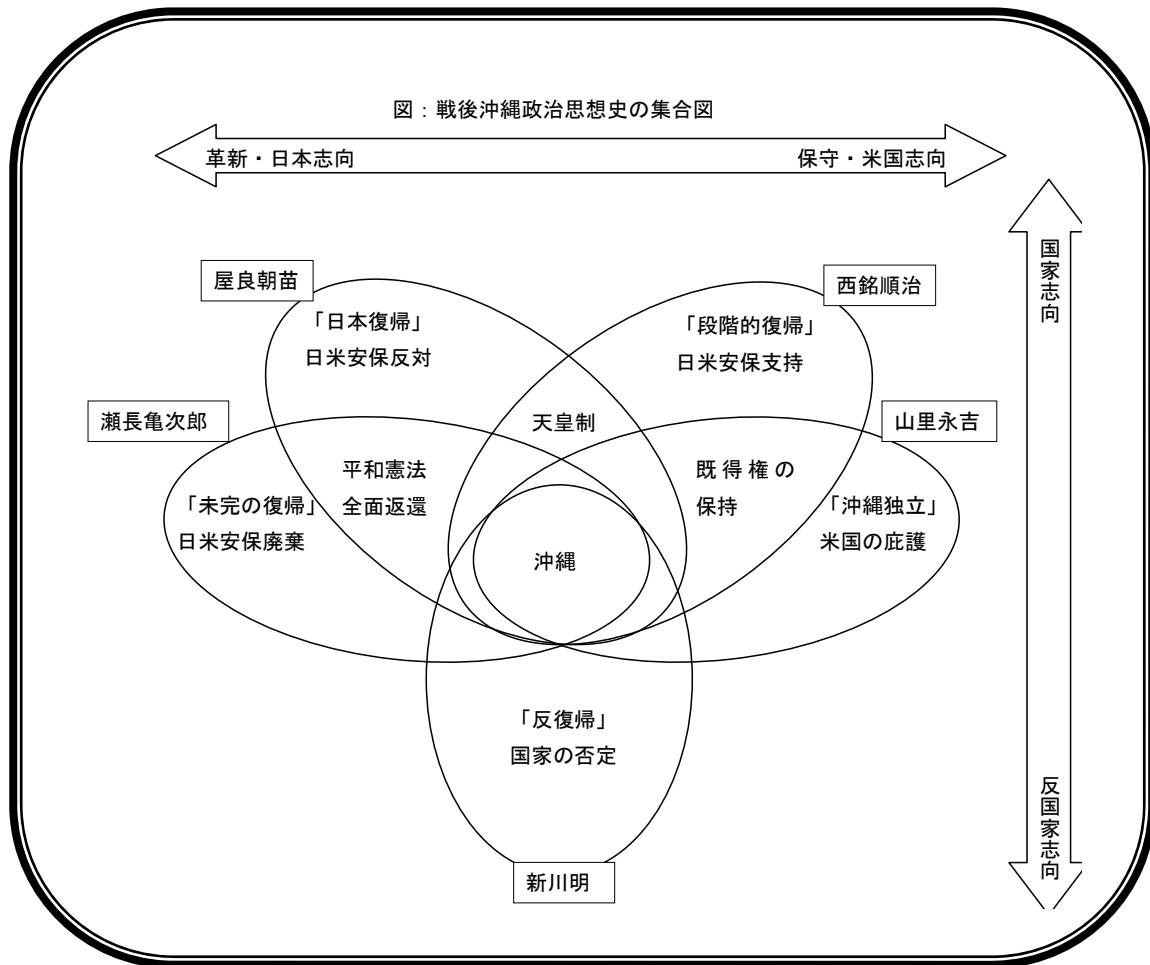 図：戦後沖縄政治思想史の集合図
革新・日本志向
保守・米国志向
国家志向
屋良朝苗
西銘順治
「日本復帰」
日米安保反対
「段階的復帰」
日米安保支持
瀬長亀次郎
天皇制
山里永吉
平和憲法
全面返還
既得権の
保持
「未完の復帰」
日米安保廃棄
「沖縄独立」
米国の庇護
沖縄
「反復帰」
国家の否定
反国家志向
新川明